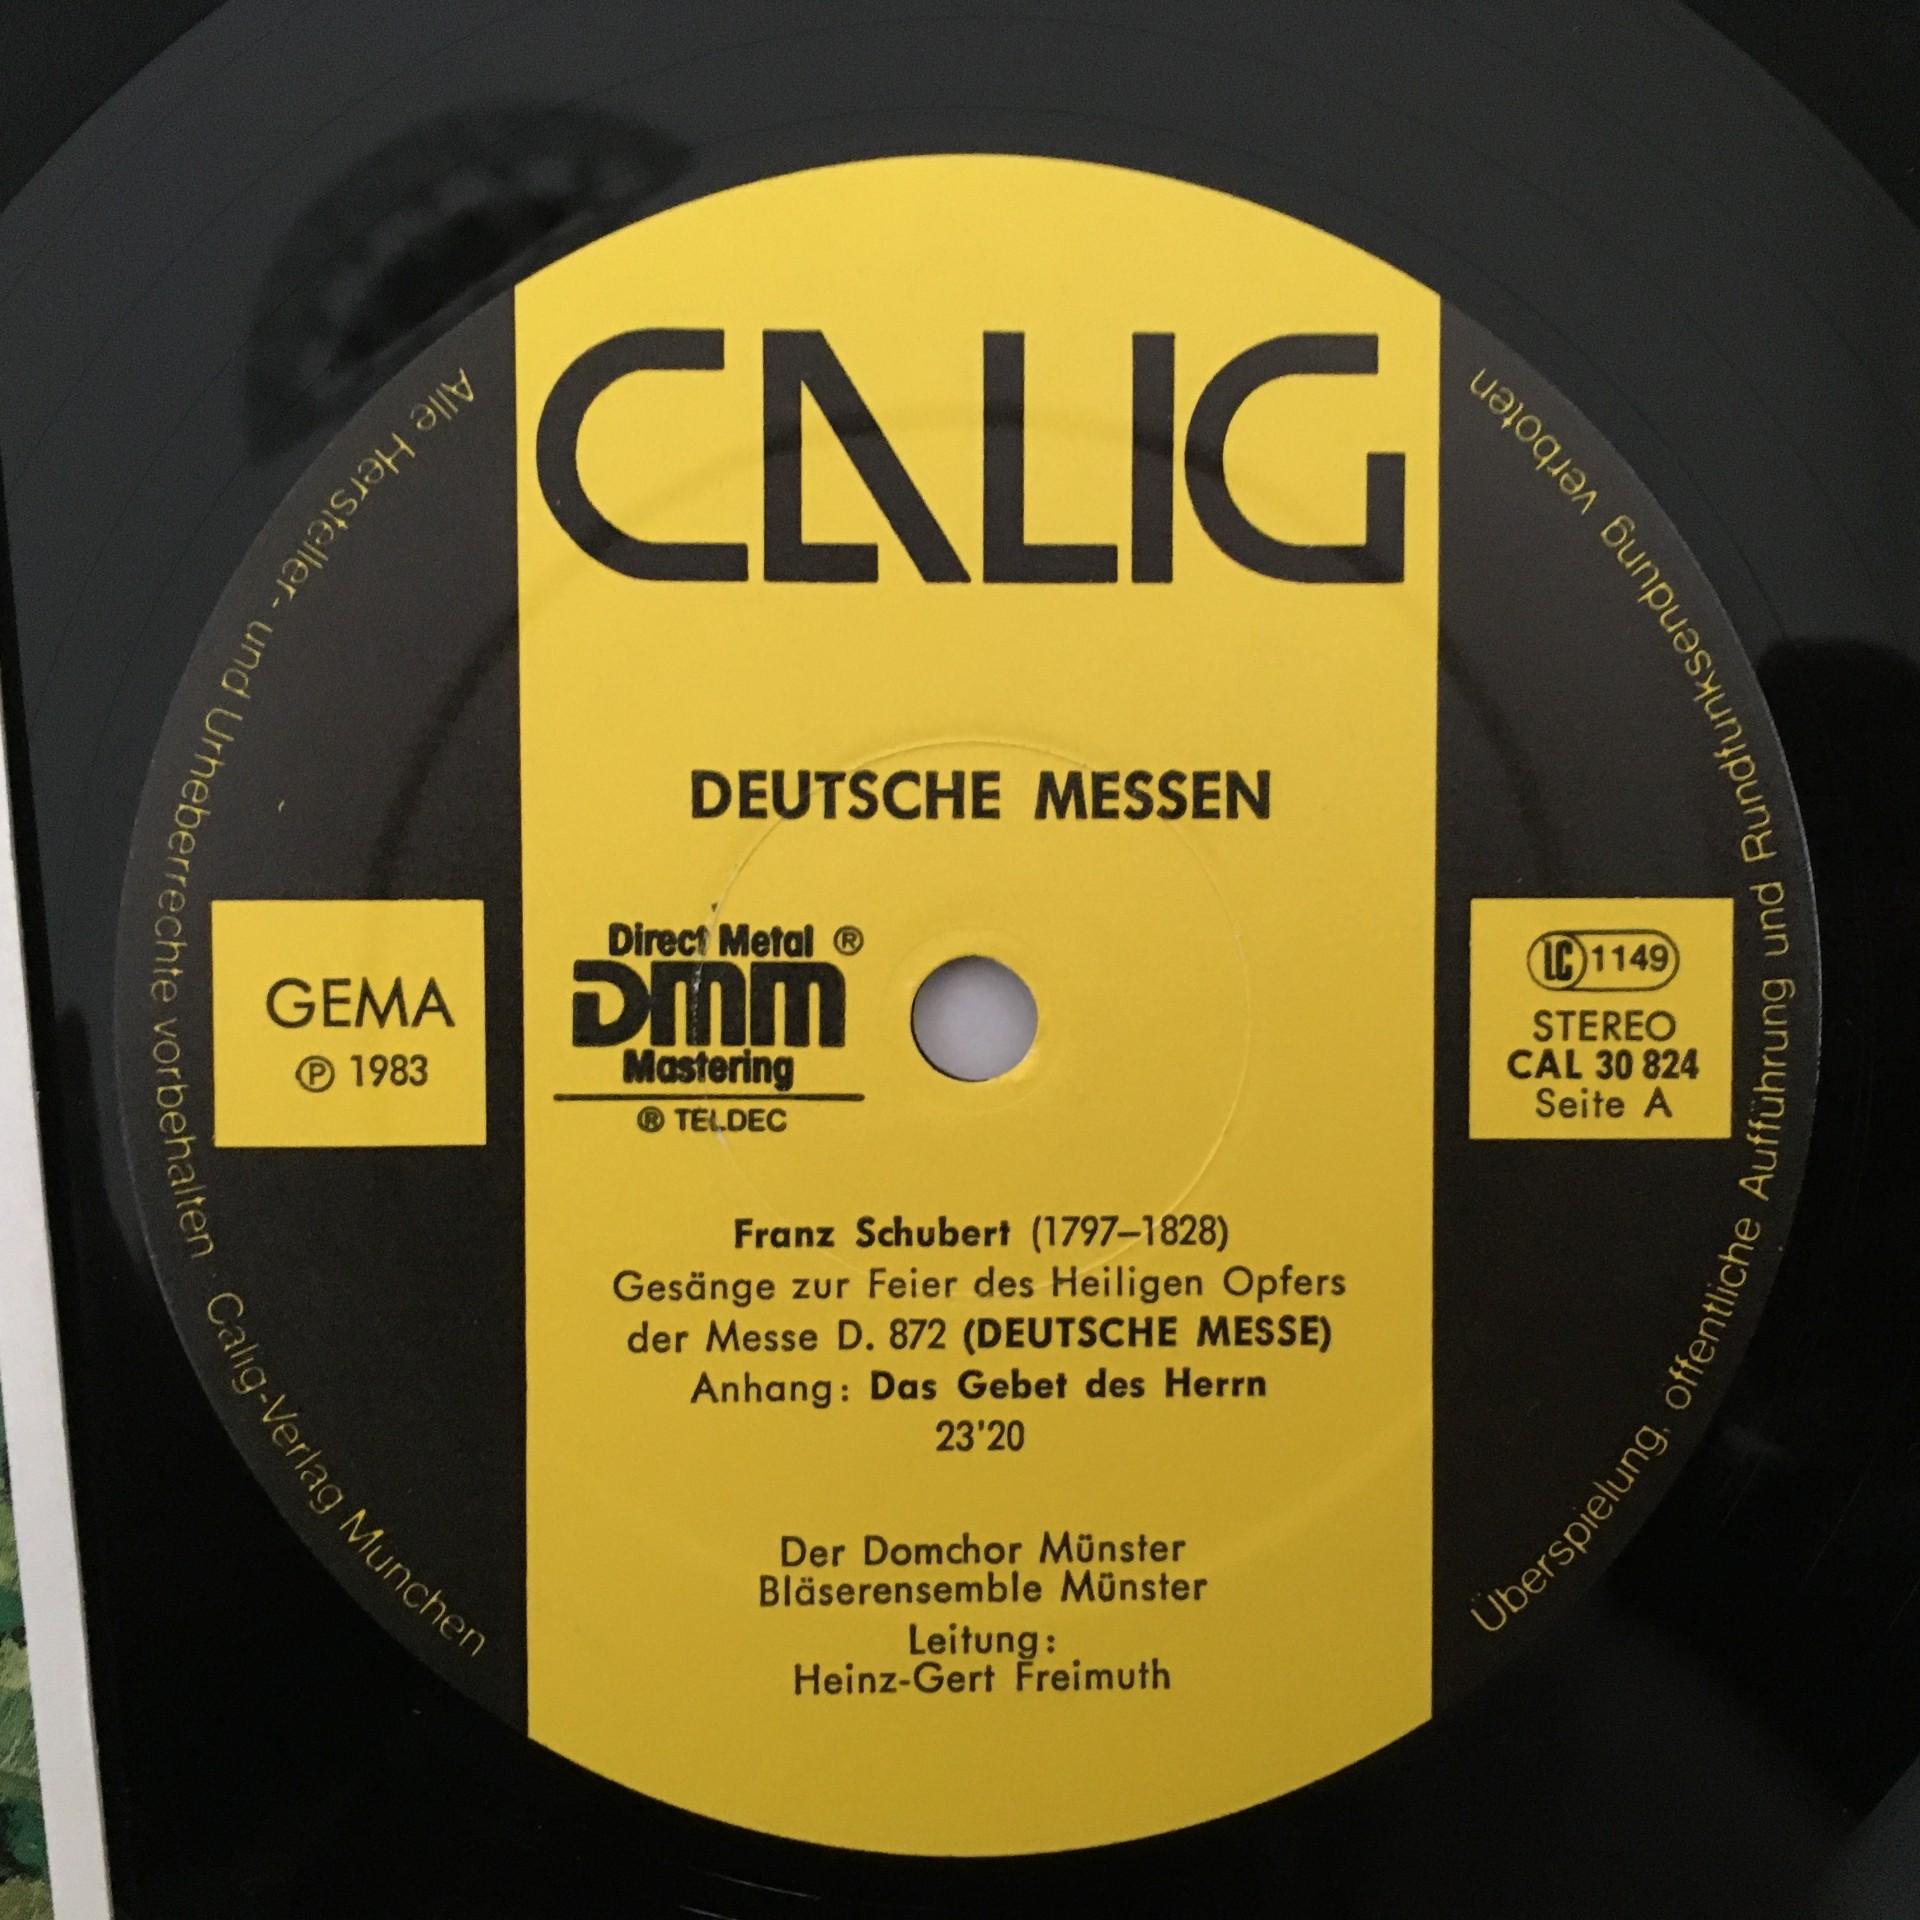 CALIG
DEUTSCHE MESSEN
Direct Metal ®
DMM
Mastering
® TELDEC
GEMA
℗ 1983
LC 1149
STEREO
CAL 30 824
Seite A
Franz Schubert (1797–1828)
Gesänge zur Feier des Heiligen Opfers
der Messe D. 872 (DEUTSCHE MESSE)
Anhang: Das Gebet des Herrn
23'20
Der Domchor Münster
Bläserensemble Münster
Leitung:
Heinz-Gert Freimuth
Alle Hersteller- und Urheberrechte vorbehalten · Calig-Verlag München
Überspielung, öffentliche Aufführung und Rundfunksendung verboten